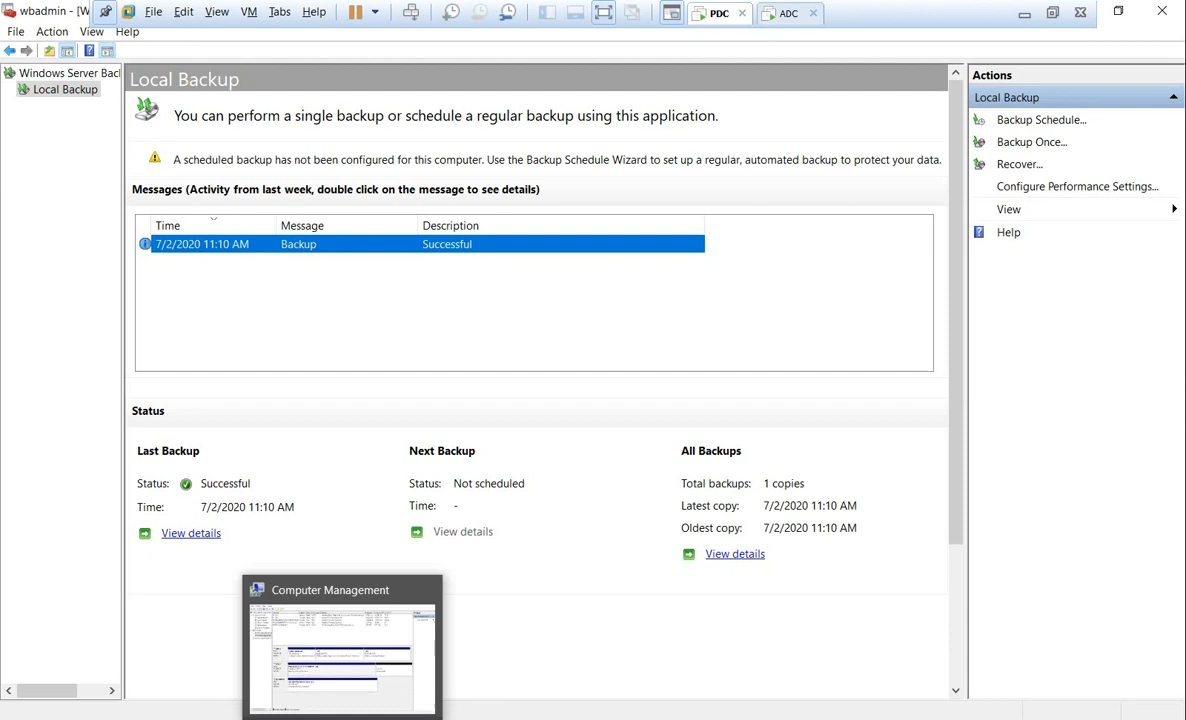 wbadmin - [W
File Edit View VM Tabs Help
PDC
ADC
File Action View Help
Windows Server Bac
Local Backup
Local Backup
You can perform a single backup or schedule a regular backup using this application.
A scheduled backup has not been configured for this computer. Use the Backup Schedule Wizard to set up a regular, automated backup to protect your data.
Messages (Activity from last week, double click on the message to see details)
Time Message Description
7/2/2020 11:10 AM Backup Successful
Status
Last Backup
Status: Successful
Time: 7/2/2020 11:10 AM
View details
Next Backup
Status: Not scheduled
Time: -
View details
All Backups
Total backups: 1 copies
Latest copy: 7/2/2020 11:10 AM
Oldest copy: 7/2/2020 11:10 AM
View details
Computer Management
Actions
Local Backup
Backup Schedule...
Backup Once...
Recover...
Configure Performance Settings...
View
Help